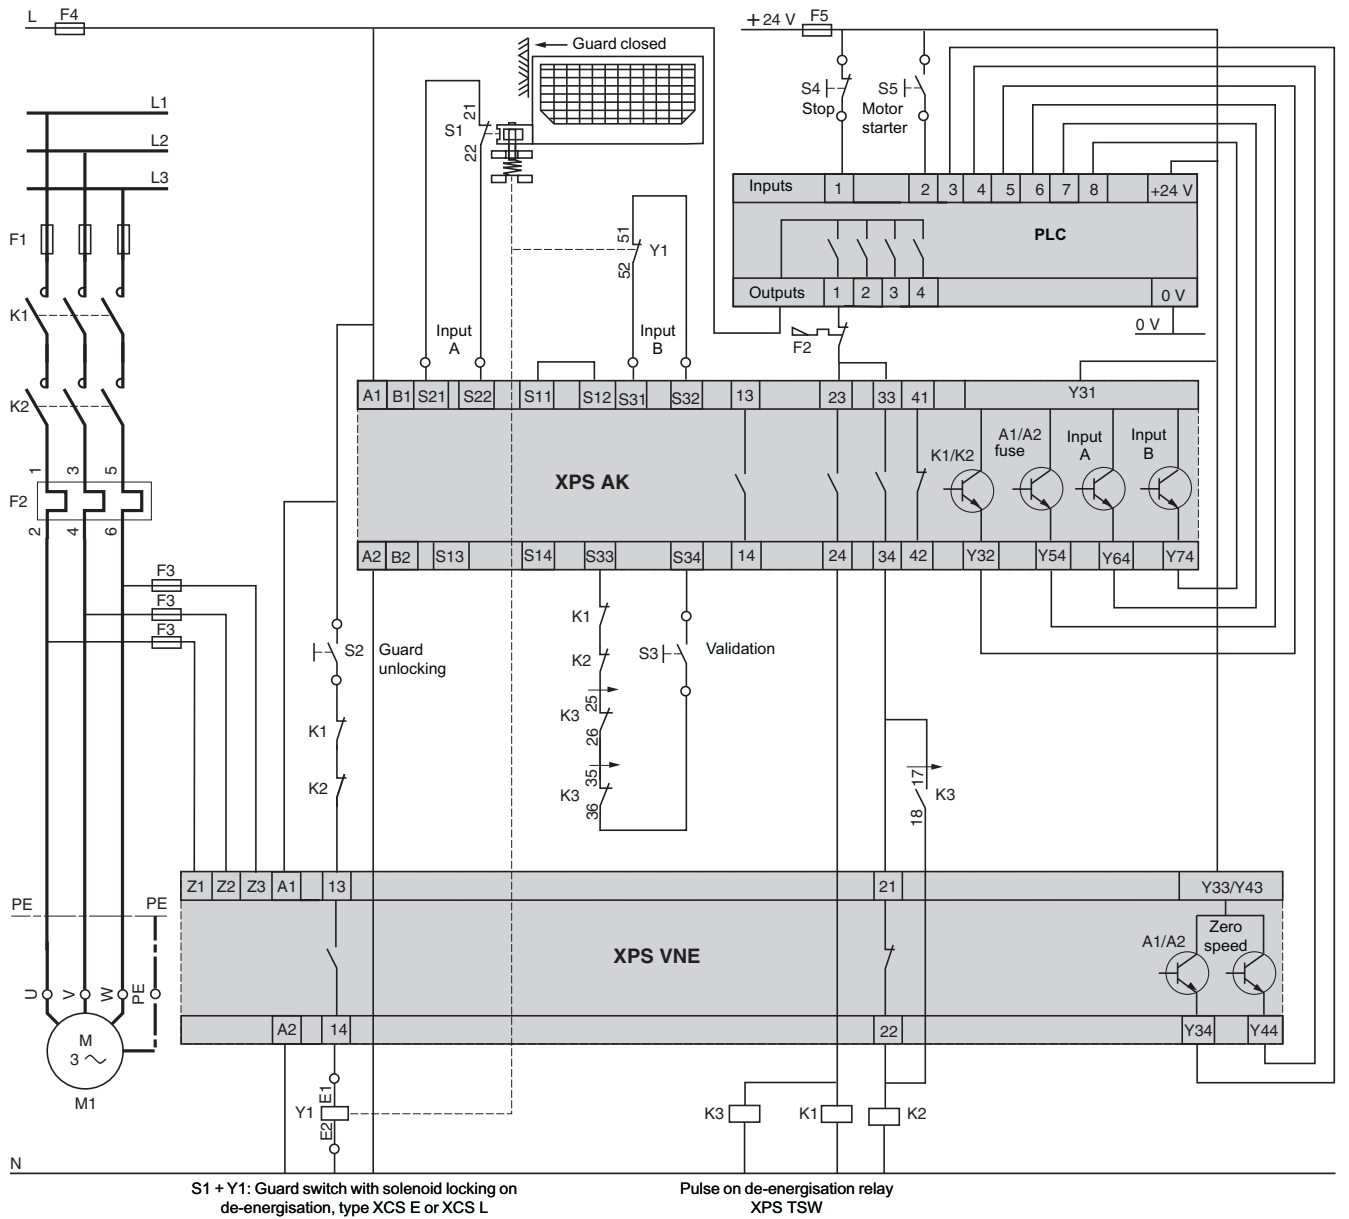 L F4
+ 24 V F5
Guard closed
L1
L2
L3
F1
K1
K2
1 3 5
F2
2 4 6
F3
F3
F3
S1 21 22
51 52 Y1
Input A
Input B
S4 Stop
S5 Motor starter
Inputs 1 2 3 4 5 6 7 8 +24 V
PLC
Outputs 1 2 3 4 0 V
0 V
F2
A1 B1 S21 S22 S11 S12 S31 S32 13 23 33 41 Y31
K1/K2
A1/A2 fuse
Input A
Input B
XPS AK
A2 B2 S13 S14 S33 S34 14 24 34 42 Y32 Y54 Y64 Y74
S2 Guard unlocking
K1
K2
K1
K2
25
K3
26
35
K3
36
S3 Validation
17
K3
18
Z1 Z2 Z3 A1 13 21 Y33/Y43
PE PE
XPS VNE
A1/A2
Zero speed
A2 14 22 Y34 Y44
U V W PE
M
3
M1
E1
Y1
E2
K3 K1 K2
N
S1 + Y1: Guard switch with solenoid locking on
de-energisation, type XCS E or XCS L
Pulse on de-energisation relay
XPS TSW